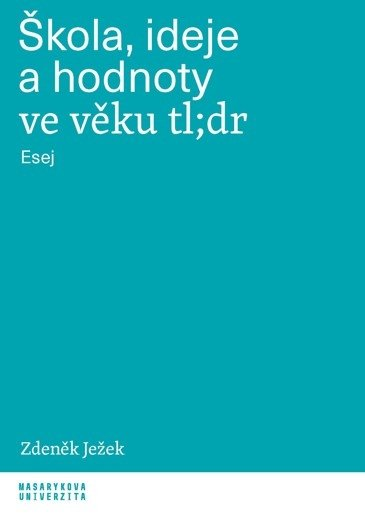 Škola, ideje
a hodnoty
ve věku tl;dr
Esej
Zdeněk Ježek
MASARYKOVA
UNIVERZITA